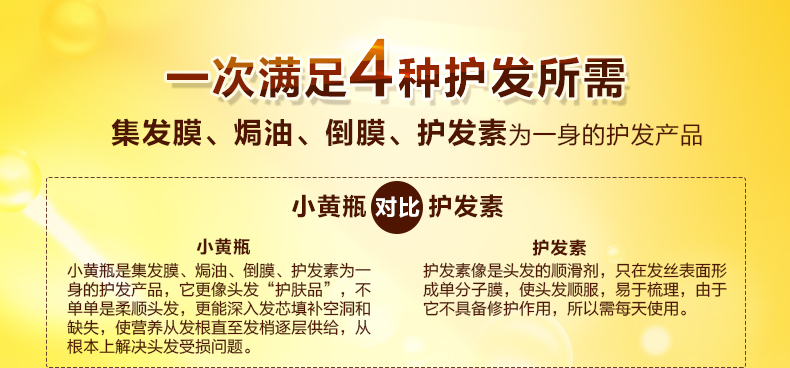 一次满足4种护发所需
集发膜、焗油、倒膜、护发素为一身的护发产品
小黄瓶 对比 护发素
小黄瓶
小黄瓶是集发膜、焗油、倒膜、护发素为一
身的护发产品，它更像头发“护肤品”，不
单单是柔顺头发，更能深入发芯填补空洞和
缺失，使营养从发根直至发梢逐层供给，从
根本上解决头发受损问题。
护发素
护发素像是头发的顺滑剂，只在发丝表面形
成单分子膜，使头发顺服，易于梳理，由于
它不具备修护作用，所以需每天使用。